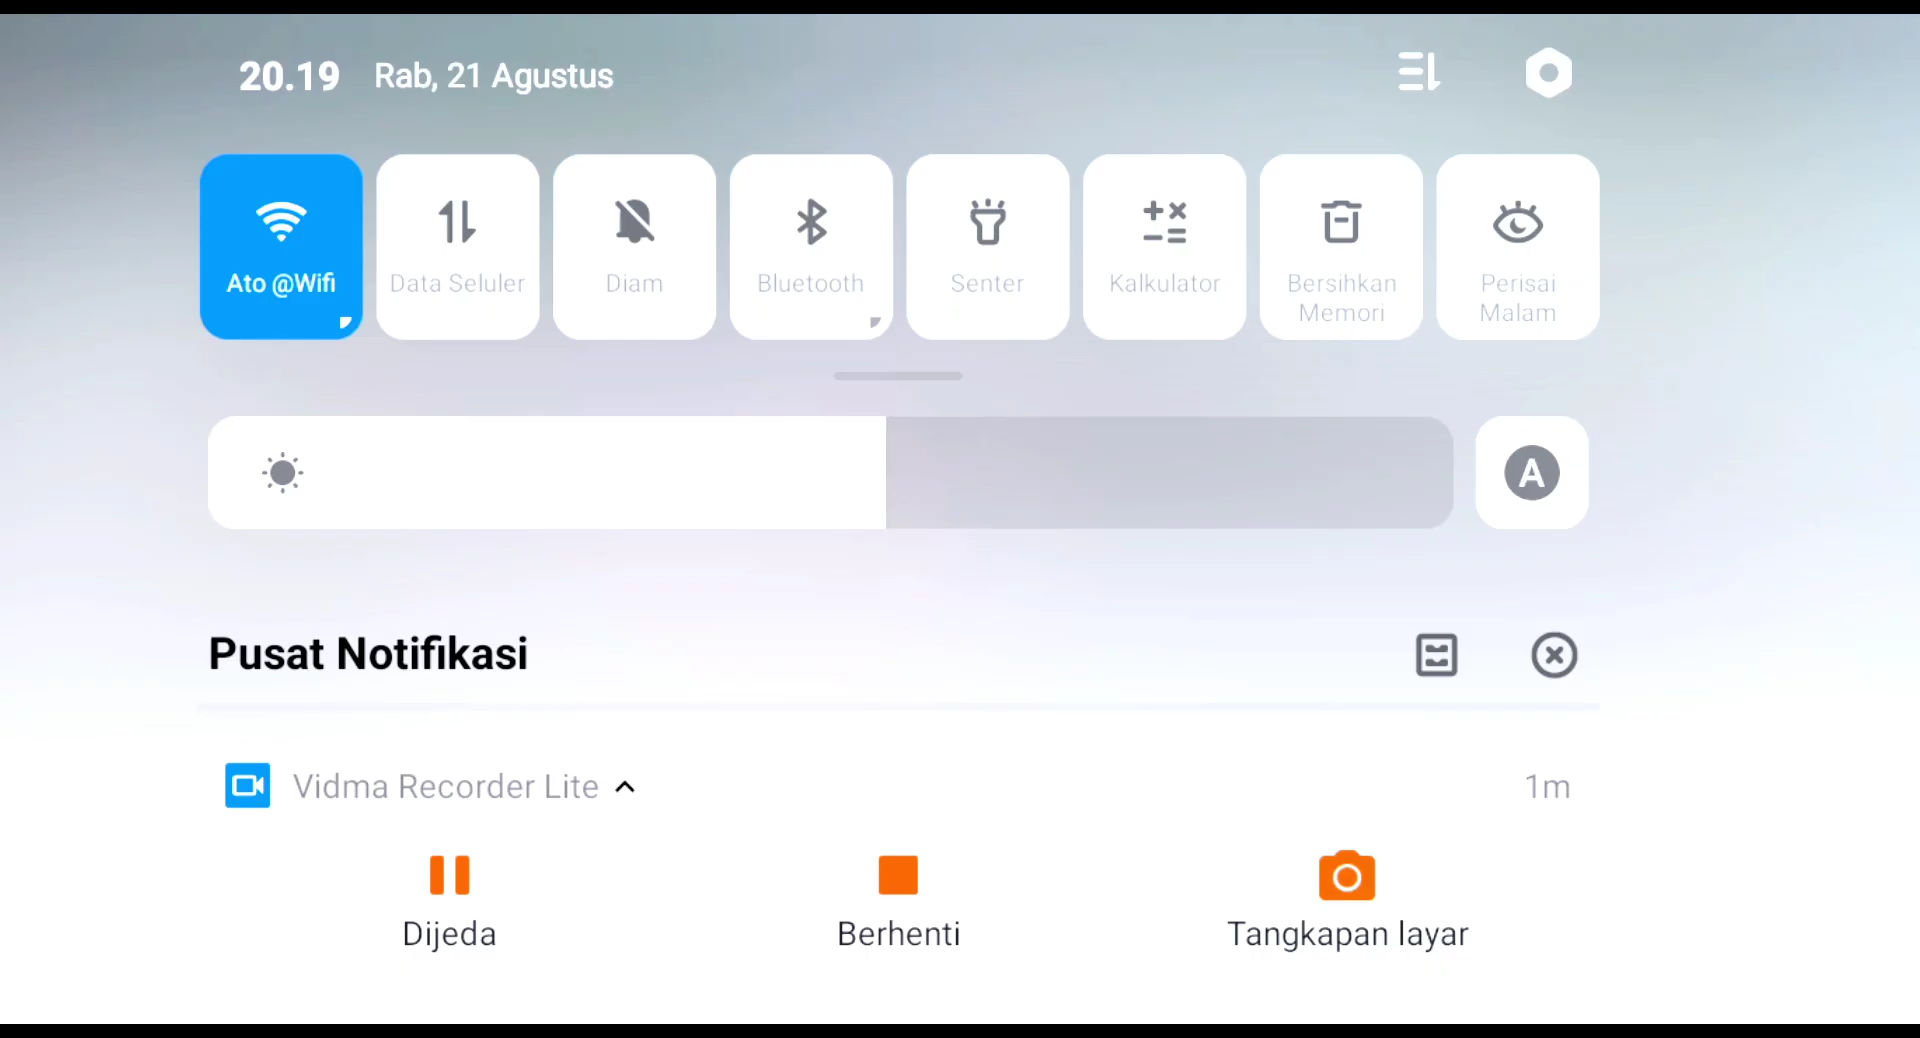 20.19 Rab, 21 Agustus
Ato @Wifi
Data Seluler
Diam
Bluetooth
Senter
Kalkulator
Bersihkan
Memori
Perisai
Malam
A
Pusat Notifikasi
Vidma Recorder Lite
1m
Dijeda
Berhenti
Tangkapan layar